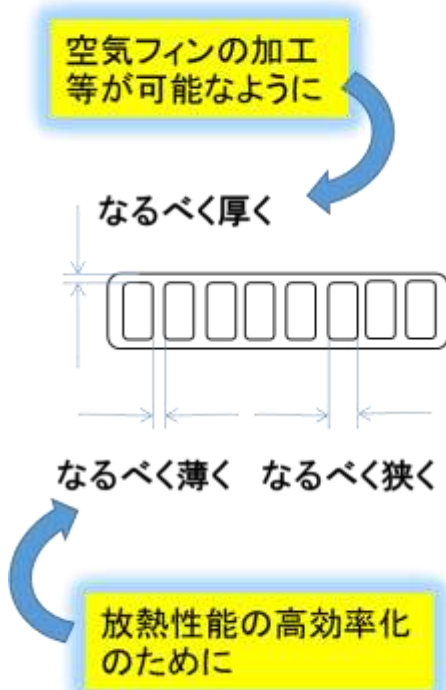 空気フィンの加工
等が可能なように
なるべく厚く
なるべく薄く なるべく狭く
放熱性能の高効率化
のために